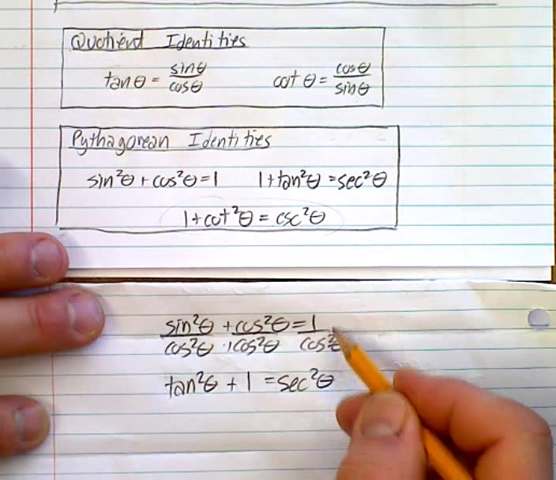 Quotient Identities
tanθ = sinθ/cosθ cotθ = cosθ/sinθ
Pythagorean Identities
sin²θ + cos²θ = 1 1 + tan²θ = sec²θ
1 + cot²θ = csc²θ
sin²θ + cos²θ = 1
cos²θ cos²θ cos²θ
tan²θ + 1 = sec²θ